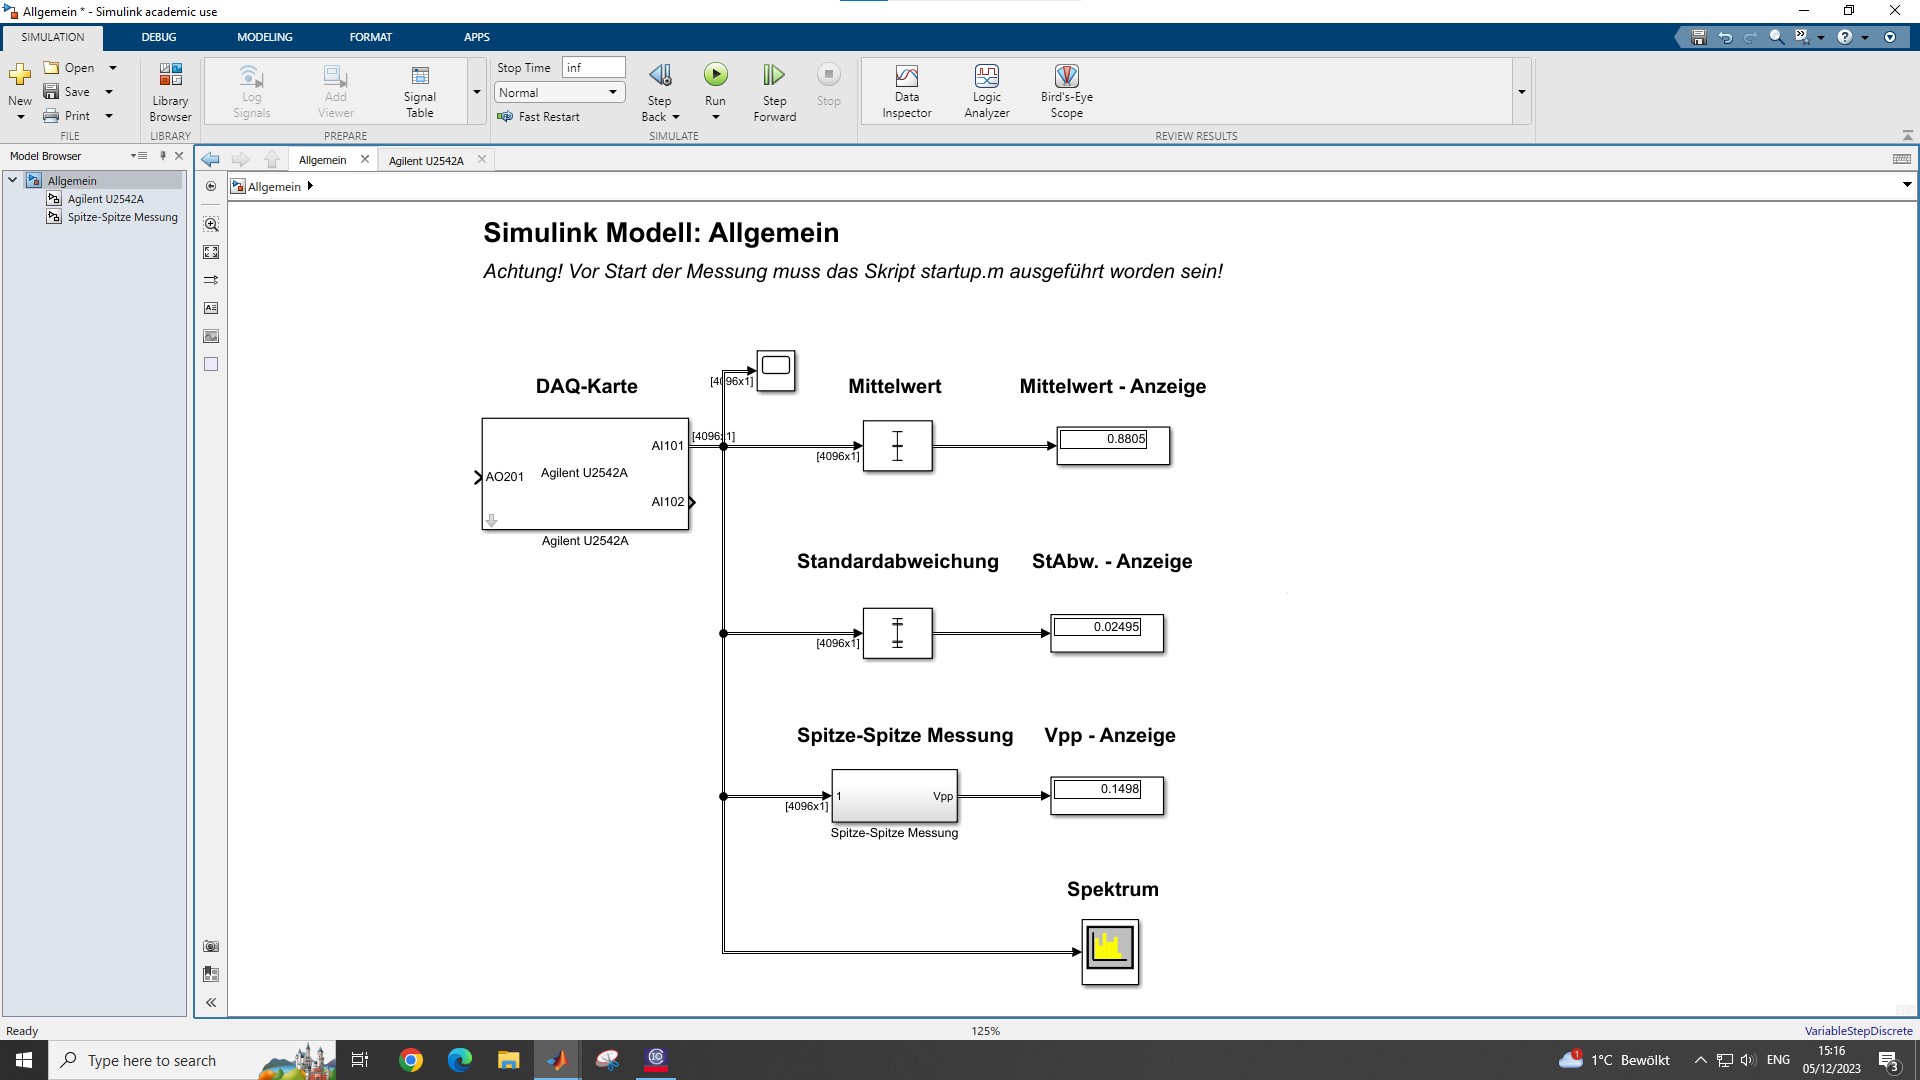 Allgemein * - Simulink academic use
SIMULATION DEBUG MODELING FORMAT APPS
New
Open
Save
Print
FILE
Library Browser
LIBRARY
Log Signals
Add Viewer
Signal Table
PREPARE
Stop Time inf
Normal
Fast Restart
Step Back
Run
Step Forward
Stop
SIMULATE
Data Inspector
Logic Analyzer
Bird's-Eye Scope
REVIEW RESULTS
Model Browser
Allgemein
Agilent U2542A
Spitze-Spitze Messung
Allgemein
Agilent U2542A
Allgemein
Simulink Modell: Allgemein
Achtung! Vor Start der Messung muss das Skript startup.m ausgeführt worden sein!
DAQ-Karte
[4096x1]
Mittelwert
Mittelwert - Anzeige
AI101
[4096x1]
[4096x1]
0.8805
AO201
Agilent U2542A
AI102
Agilent U2542A
Standardabweichung
StAbw. - Anzeige
[4096x1]
0.02495
Spitze-Spitze Messung
Vpp - Anzeige
[4096x1]
1
Vpp
0.1498
Spitze-Spitze Messung
Spektrum
Ready
125%
VariableStepDiscrete
Type here to search
1
1°C Bewölkt
ENG
15:16
05/12/2023
3